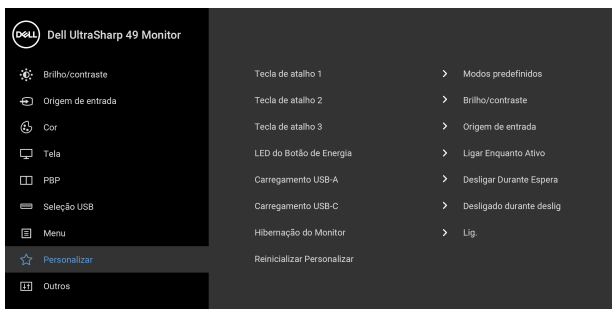 DELL Dell UltraSharp 49 Monitor
Brilho/contraste
Origem de entrada
Cor
Tela
PBP
Seleção USB
Menu
Personalizar
Outros
Tecla de atalho 1 > Modos predefinidos
Tecla de atalho 2 > Brilho/contraste
Tecla de atalho 3 > Origem de entrada
LED do Botão de Energia > Ligar Enquanto Ativo
Carregamento USB-A > Desligar Durante Espera
Carregamento USB-C > Desligado durante deslig
Hibernação do Monitor > Lig.
Reinicializar Personalizar